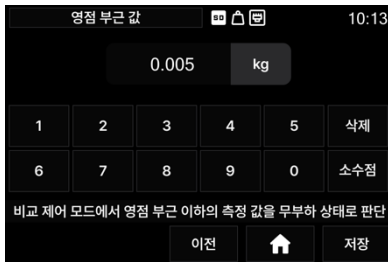 영점 부근 값 SD 10:13
0.005 kg
1 2 3 4 5 삭제
6 7 8 9 0 소수점
비교 제어 모드에서 영점 부근 이하의 측정 값을 무부하 상태로 판단
이전 저장